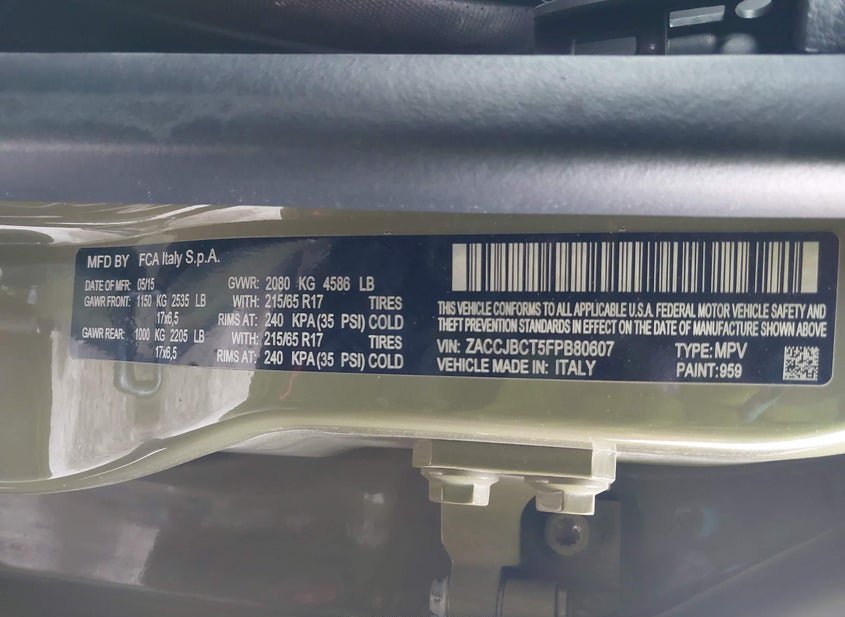 MFD BY FCA Italy S.p.A.
DATE OF MFR: 05/15 GVWR: 2080 KG 4586 LB
GAWR FRONT: 1150 KG 2535 LB WITH: 215/65 R17 TIRES
17x6,5 RIMS AT: 240 KPA(35 PSI) COLD
GAWR REAR: 1000 KG 2205 LB WITH: 215/65 R17 TIRES
17x6,5 RIMS AT: 240 KPA (35 PSI) COLD
THIS VEHICLE CONFORMS TO ALL APPLICABLE U.S.A. FEDERAL MOTOR VEHICLE SAFETY AND
THEFT PREVENTION STANDARDS IN EFFECT ON THE DATE OF MANUFACTURE SHOWN ABOVE
VIN: ZACCJBCT5FPB80607 TYPE: MPV
VEHICLE MADE IN: ITALY PAINT: 959